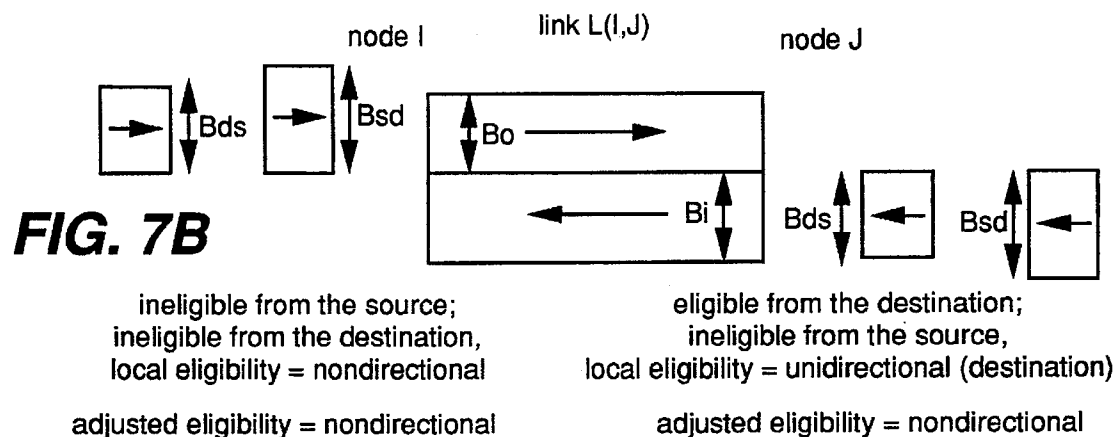 node I
link L(I,J)
node J
Bds
Bsd
Bo
Bi
Bds
Bsd
FIG. 7B
ineligible from the source;
ineligible from the destination,
local eligibility = nondirectional
adjusted eligibility = nondirectional
eligible from the destination;
ineligible from the source,
local eligibility = unidirectional (destination)
adjusted eligibility = nondirectional